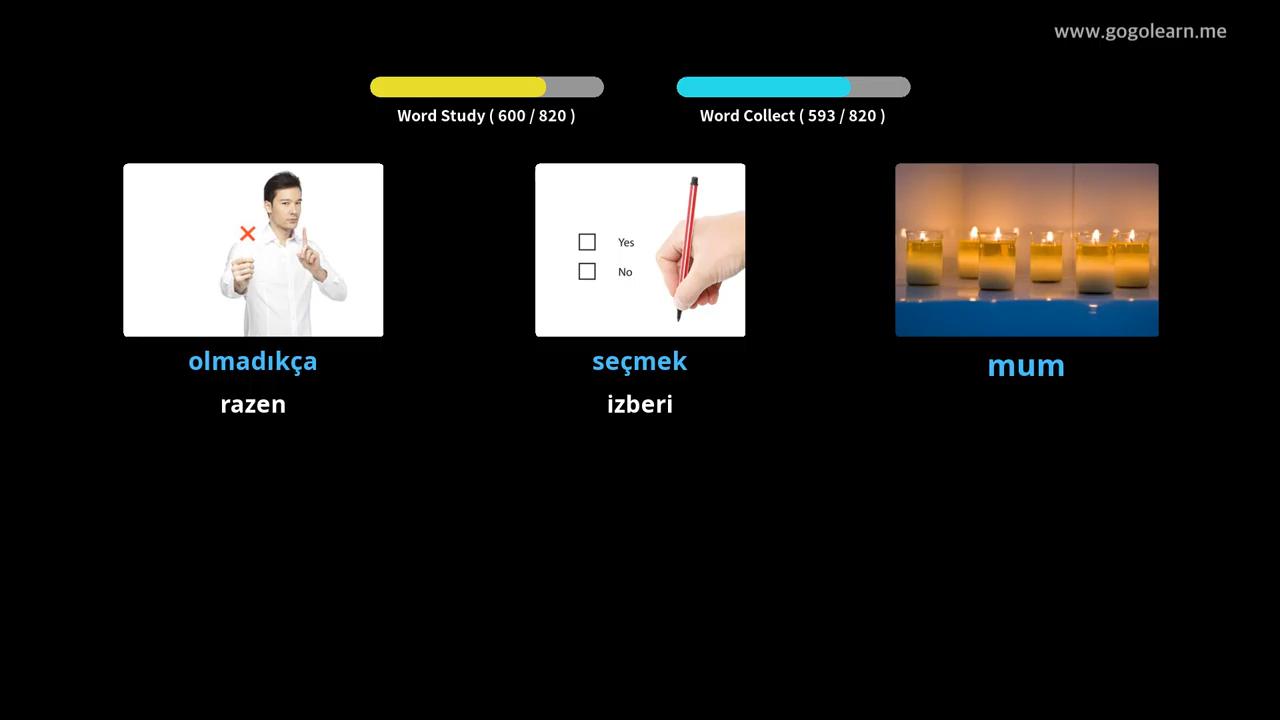 www.gogolearn.me
Word Study ( 600 / 820 )
Word Collect ( 593 / 820 )
Yes
No
olmadıkça
seçmek
mum
razen
izberi